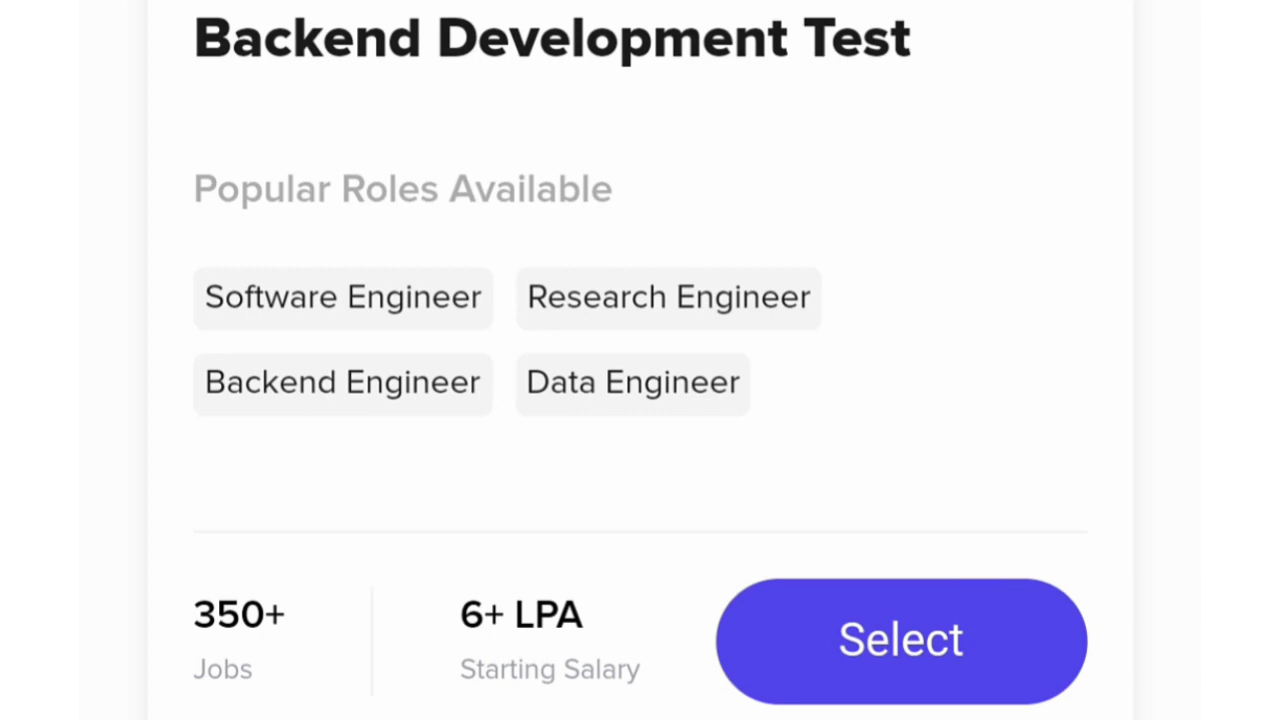 Backend Development Test
Popular Roles Available
Software Engineer Research Engineer
Backend Engineer Data Engineer
350+ 6+ LPA
Jobs Starting Salary
Select